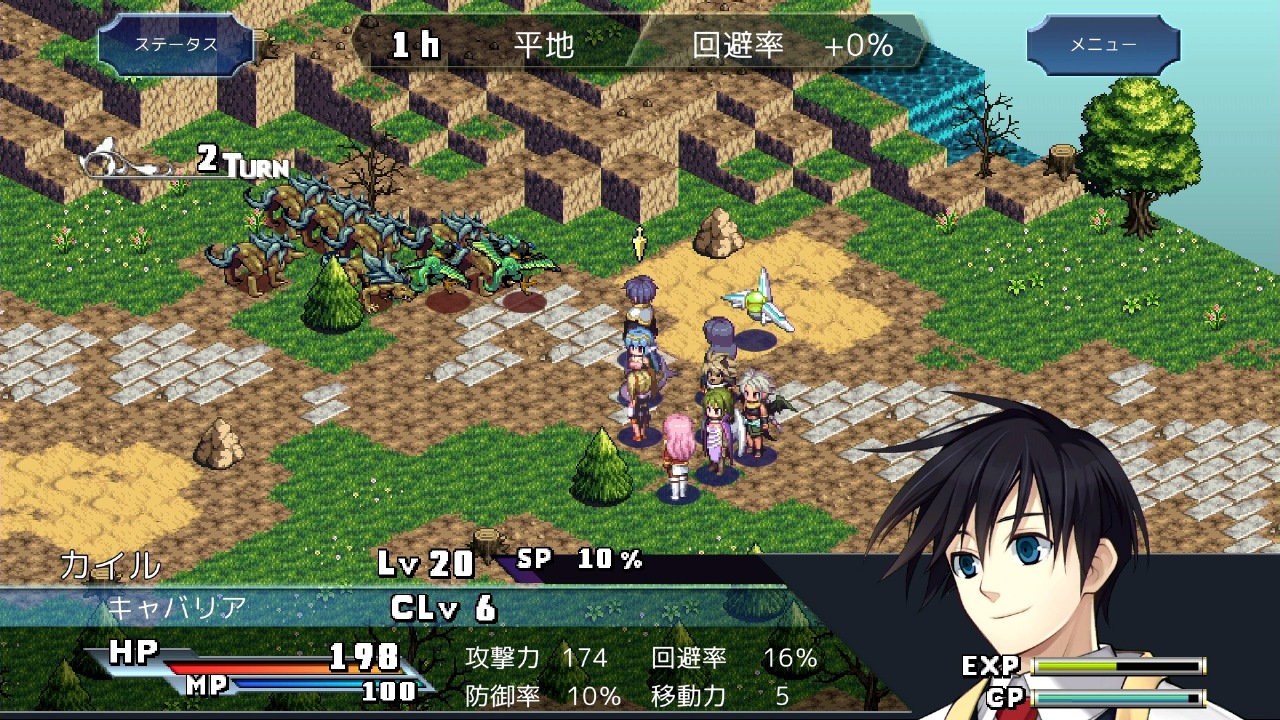 ステータス
1h 平地 回避率 +0%
メニュー
2 TURN
カイル Lv 20 SP 10%
キャバリア CLv 6
HP 198 攻撃力 174 回避率 16% EXP
MP 100 防御率 10% 移動力 5 CP